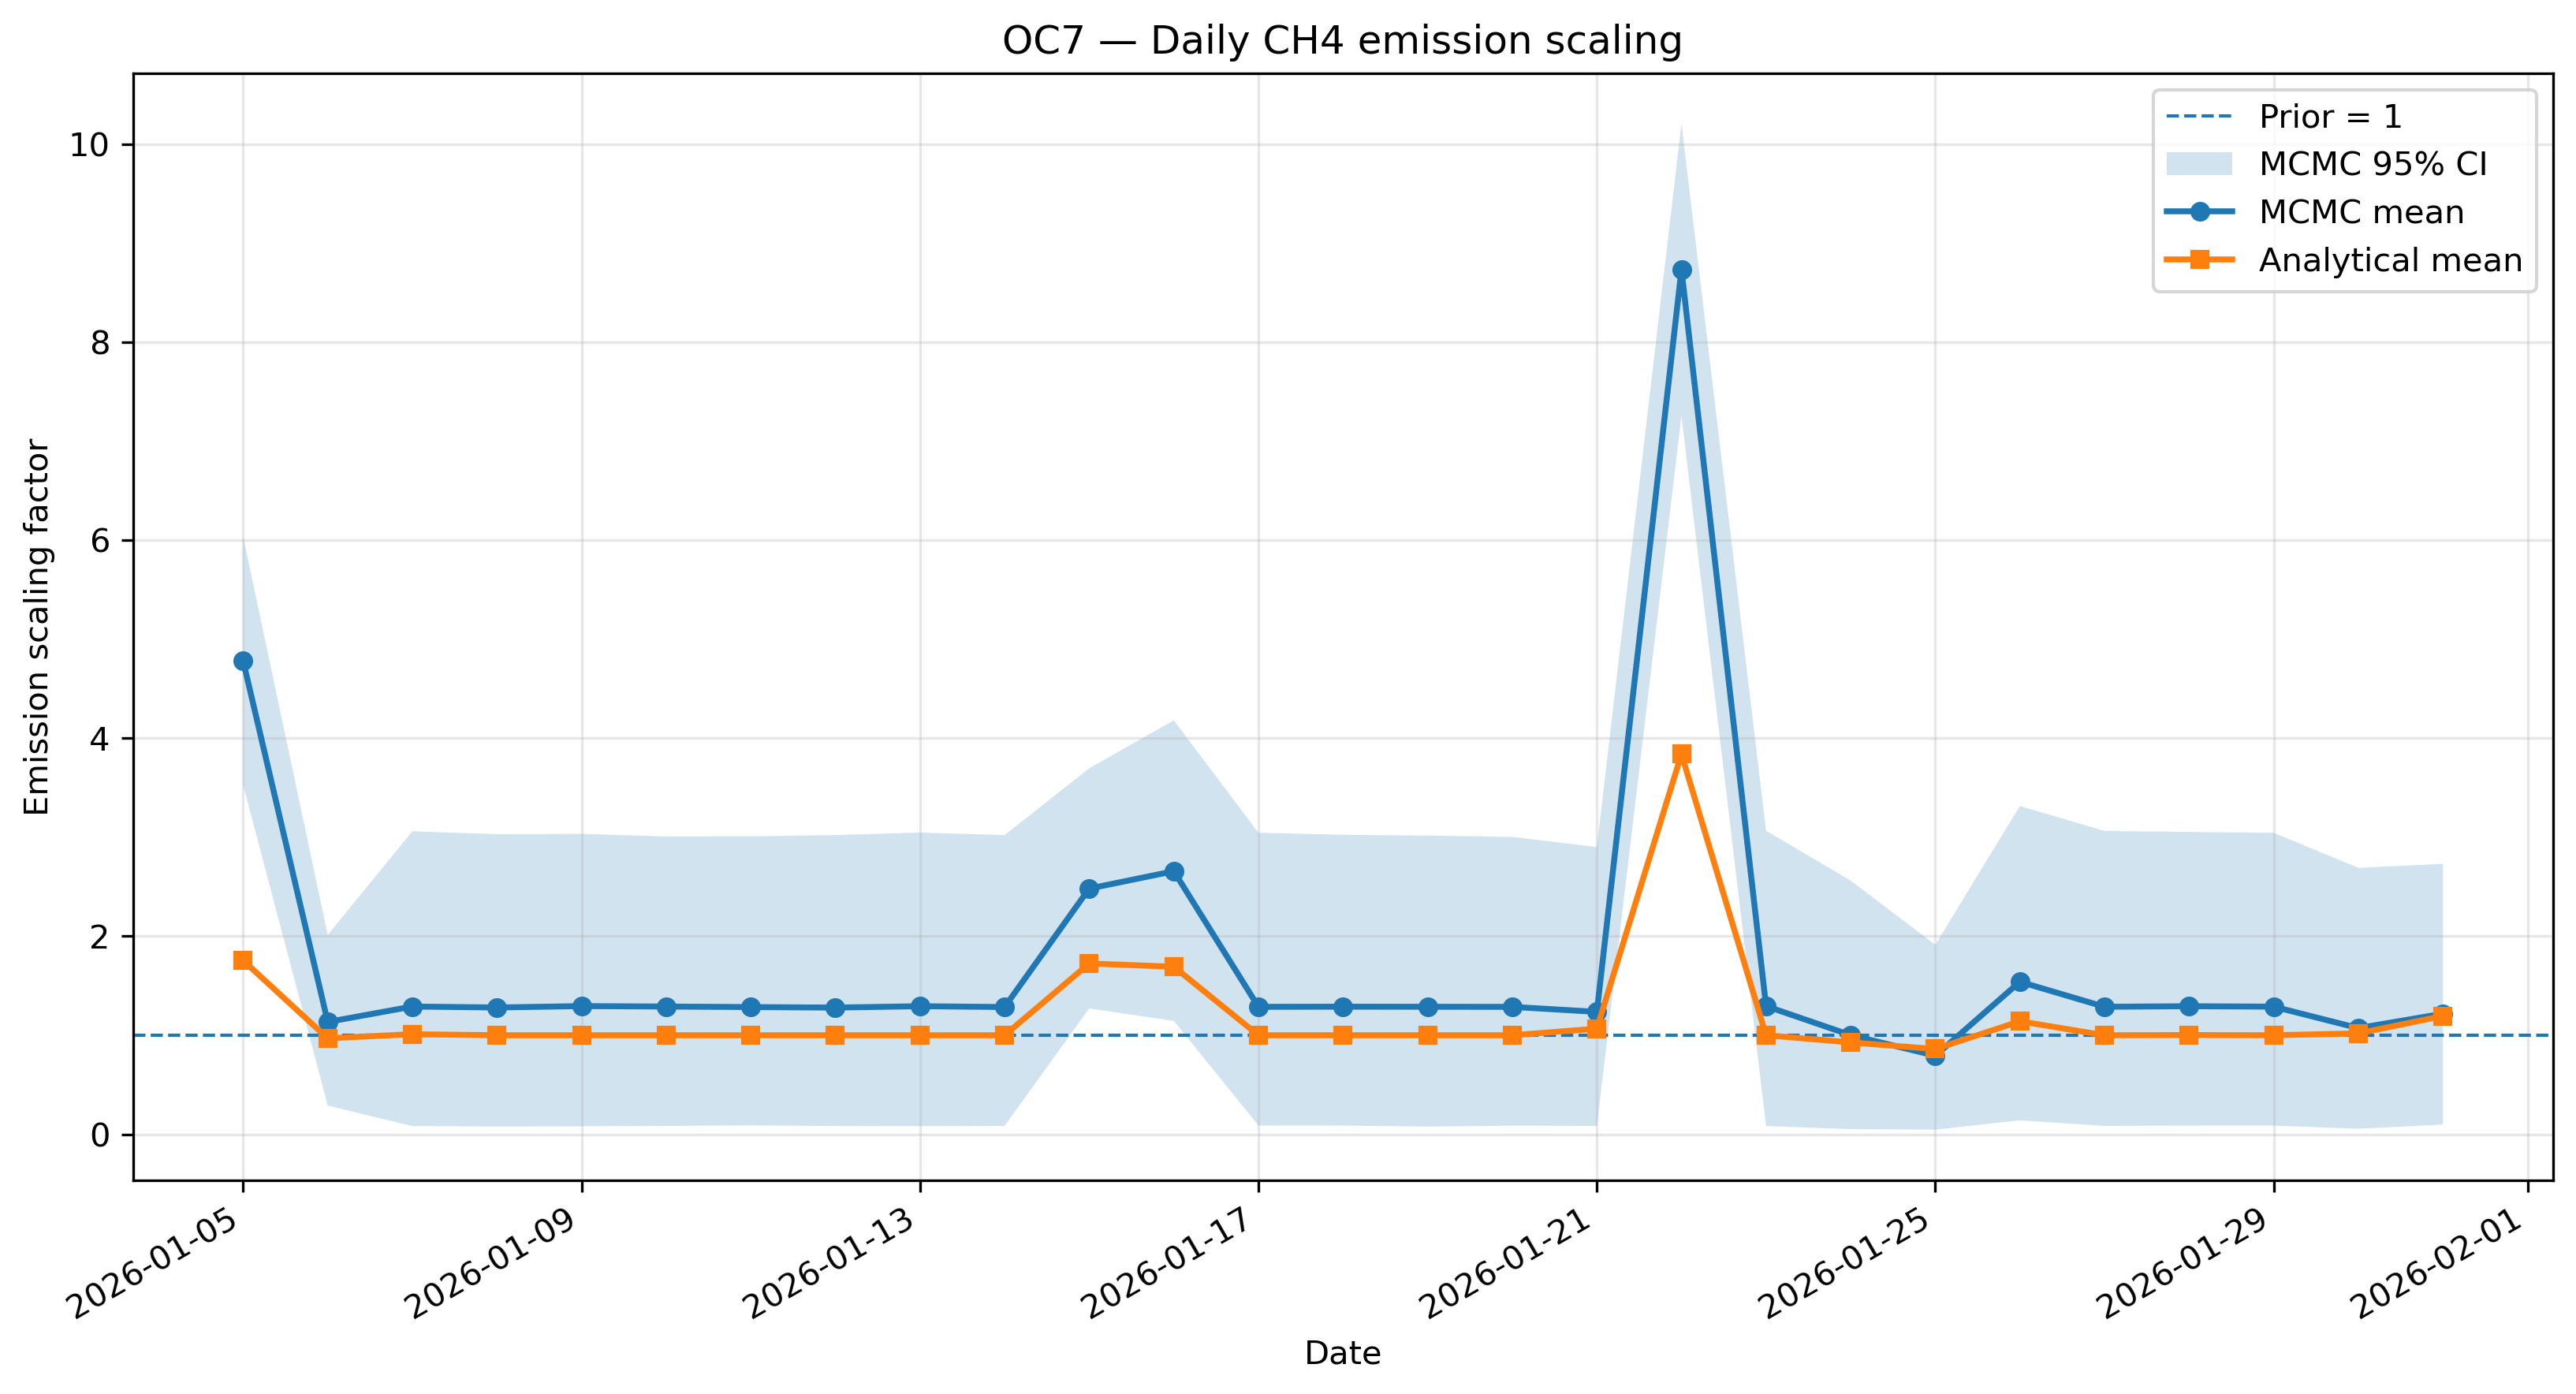 OC7 — Daily CH4 emission scaling
Prior = 1
MCMC 95% CI
MCMC mean
Analytical mean
Emission scaling factor
10
8
6
4
2
0
2026-01-05
2026-01-09
2026-01-13
2026-01-17
2026-01-21
2026-01-25
2026-01-29
2026-02-01
Date